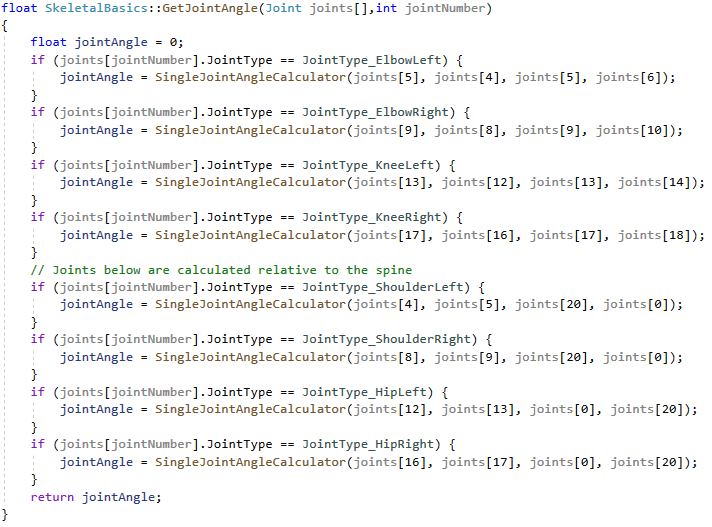 float SkeletalBasics::GetJointAngle(Joint joints[],int jointNumber)
{
    float jointAngle = 0;
    if (joints[jointNumber].JointType == JointType_ElbowLeft) {
        jointAngle = SingleJointAngleCalculator(joints[5], joints[4], joints[5], joints[6]);
    }
    if (joints[jointNumber].JointType == JointType_ElbowRight) {
        jointAngle = SingleJointAngleCalculator(joints[9], joints[8], joints[9], joints[10]);
    }
    if (joints[jointNumber].JointType == JointType_KneeLeft) {
        jointAngle = SingleJointAngleCalculator(joints[13], joints[12], joints[13], joints[14]);
    }
    if (joints[jointNumber].JointType == JointType_KneeRight) {
        jointAngle = SingleJointAngleCalculator(joints[17], joints[16], joints[17], joints[18]);
    }
    // Joints below are calculated relative to the spine
    if (joints[jointNumber].JointType == JointType_ShoulderLeft) {
        jointAngle = SingleJointAngleCalculator(joints[4], joints[5], joints[20], joints[0]);
    }
    if (joints[jointNumber].JointType == JointType_ShoulderRight) {
        jointAngle = SingleJointAngleCalculator(joints[8], joints[9], joints[20], joints[0]);
    }
    if (joints[jointNumber].JointType == JointType_HipLeft) {
        jointAngle = SingleJointAngleCalculator(joints[12], joints[13], joints[0], joints[20]);
    }
    if (joints[jointNumber].JointType == JointType_HipRight) {
        jointAngle = SingleJointAngleCalculator(joints[16], joints[17], joints[0], joints[20]);
    }
    return jointAngle;
}